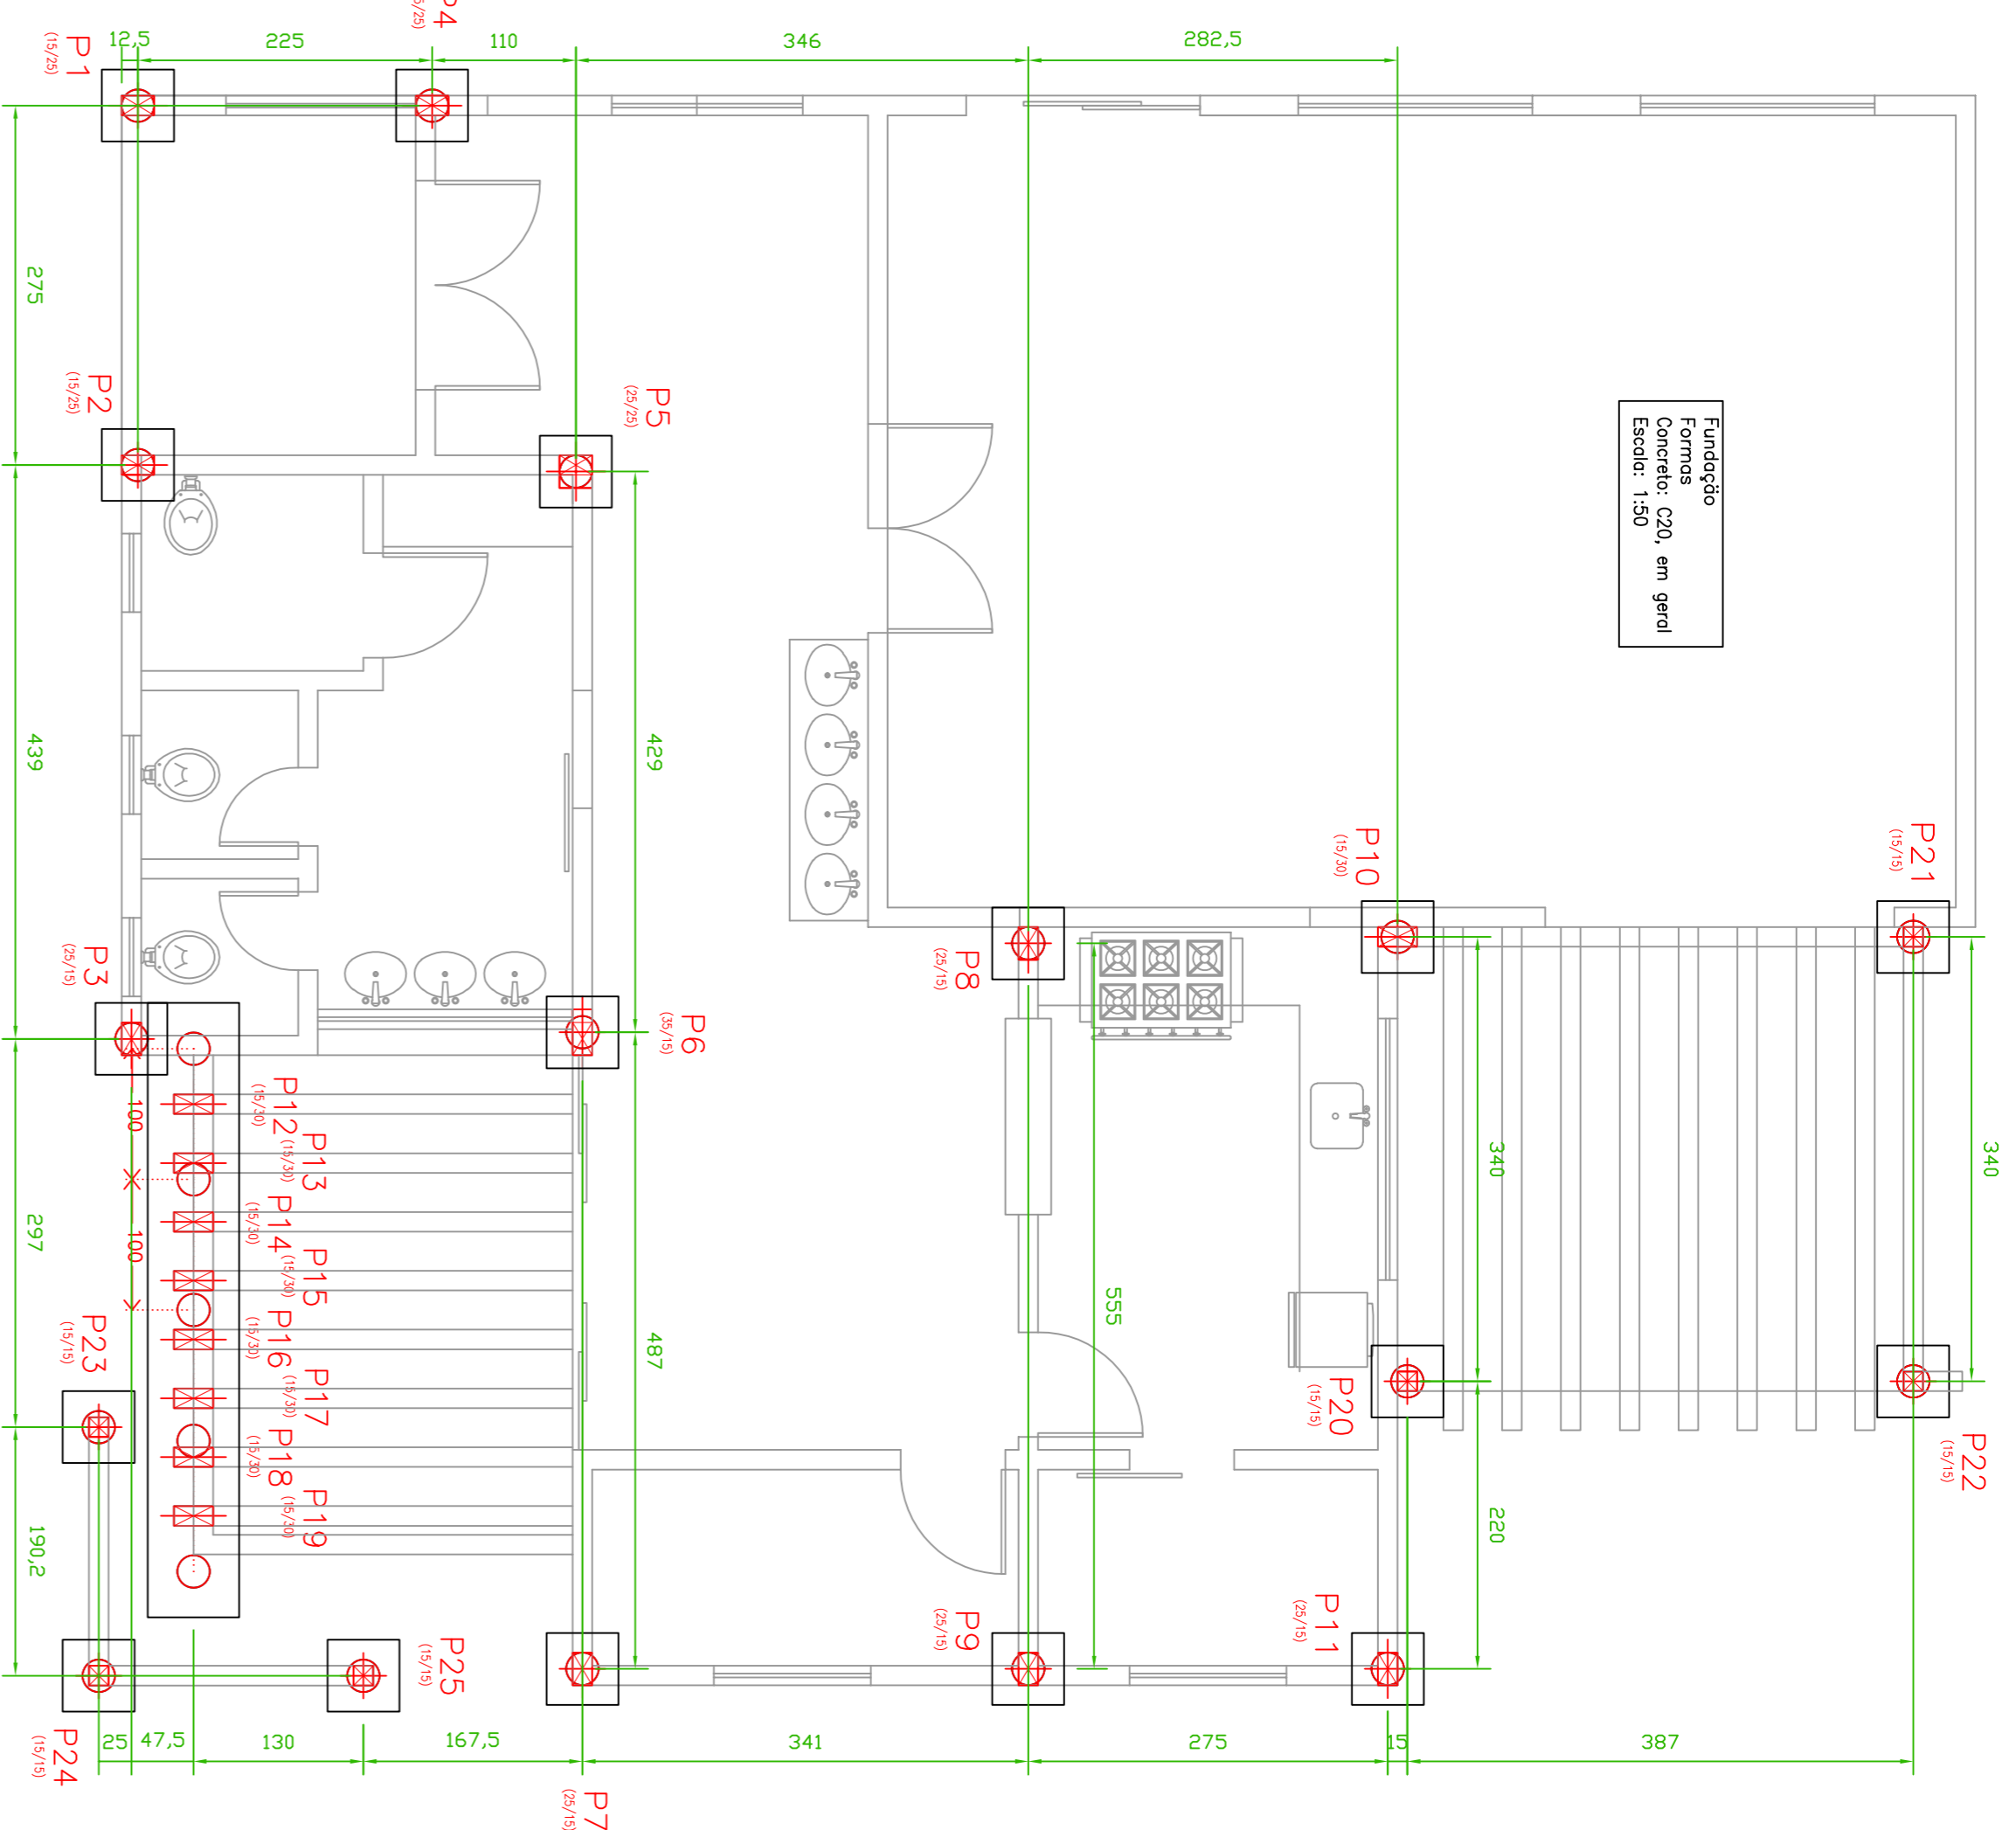 Fundação
Formas
Concreto: C20, em geral
Escala: 1:50
12,5
225
110
346
282,5
P1
(15/25)
P4
P2
(15/25)
P5
(25/25)
P3
(25/15)
P6
(35/15)
P8
(25/15)
P10
(15/30)
P21
(15/15)
P12
(15/30)
P13
(15/30)
P14
(15/30)
P15
(15/30)
P16
(15/30)
P17
(15/30)
P18
(15/30)
P19
(15/30)
P20
(15/15)
P22
(15/15)
P23
(15/15)
P24
(15/15)
P25
(15/15)
P7
(25/15)
P9
(25/15)
P11
(25/15)
275
439
297
190,2
429
487
555
340
220
340
100
100
25
47,5
130
167,5
341
275
15
387